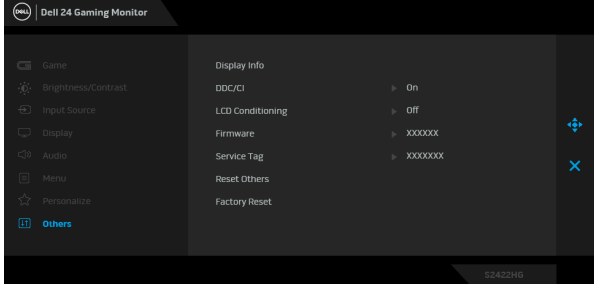 DELL Dell 24 Gaming Monitor
Game
Brightness/Contrast
Input Source
Display
Audio
Menu
Personalize
Others
Display Info
DDC/CI On
LCD Conditioning Off
Firmware XXXXXX
Service Tag XXXXXXX
Reset Others
Factory Reset
S2422HG